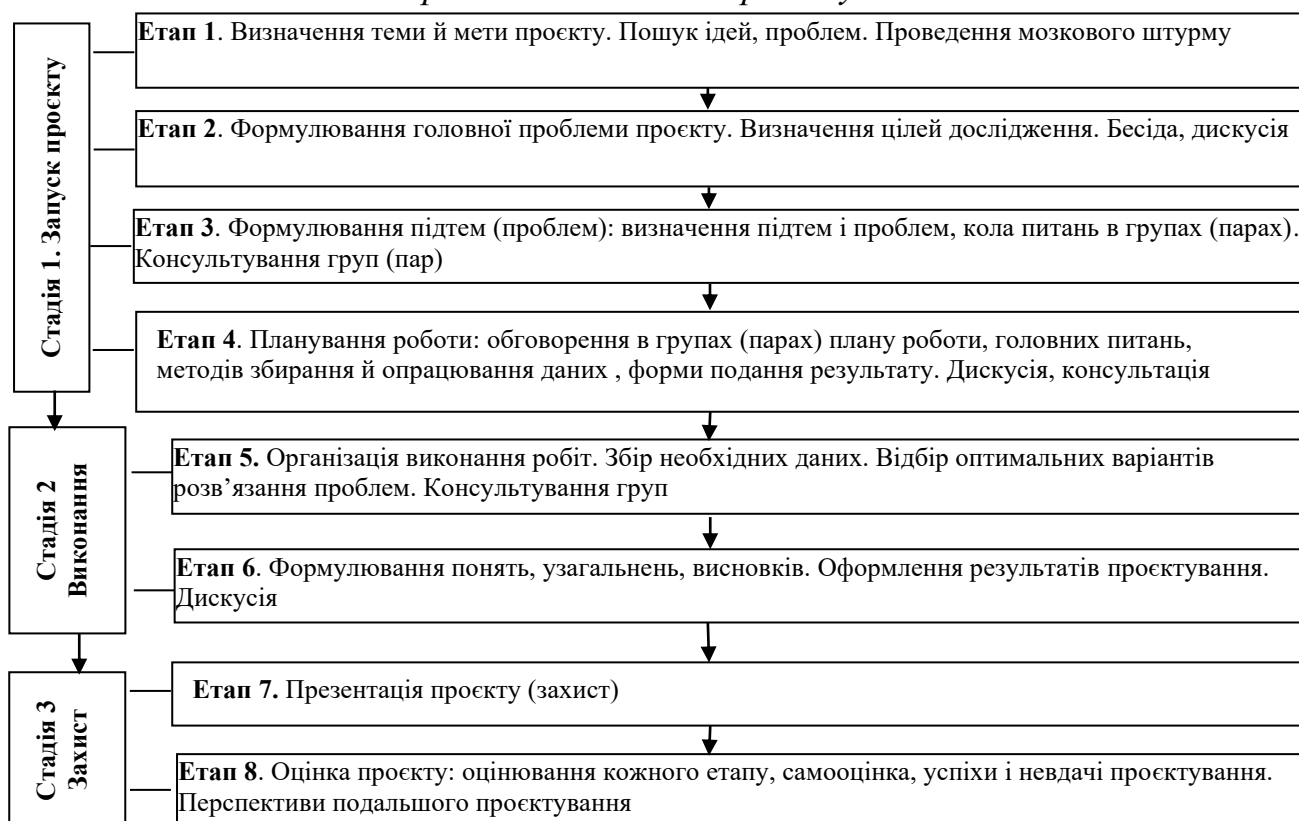 Стадія 1. Запуск проєкту
Етап 1. Визначення теми й мети проєкту. Пошук ідей, проблем. Проведення мозкового штурму
Етап 2. Формулювання головної проблеми проєкту. Визначення цілей дослідження. Бесіда, дискусія
Етап 3. Формулювання підтем (проблем): визначення підтем і проблем, кола питань в групах (парах).
Консультування груп (пар)
Етап 4. Планування роботи: обговорення в групах (парах) плану роботи, головних питань,
методів збирання й опрацювання даних , форми подання результату. Дискусія, консультація
Стадія 2
Виконання
Етап 5. Організація виконання робіт. Збір необхідних даних. Відбір оптимальних варіантів
розв’язання проблем. Консультування груп
Етап 6. Формулювання понять, узагальнень, висновків. Оформлення результатів проєктування.
Дискусія
Стадія 3
Захист
Етап 7. Презентація проєкту (захист)
Етап 8. Оцінка проєкту: оцінювання кожного етапу, самооцінка, успіхи і невдачі проєктування.
Перспективи подальшого проєктування